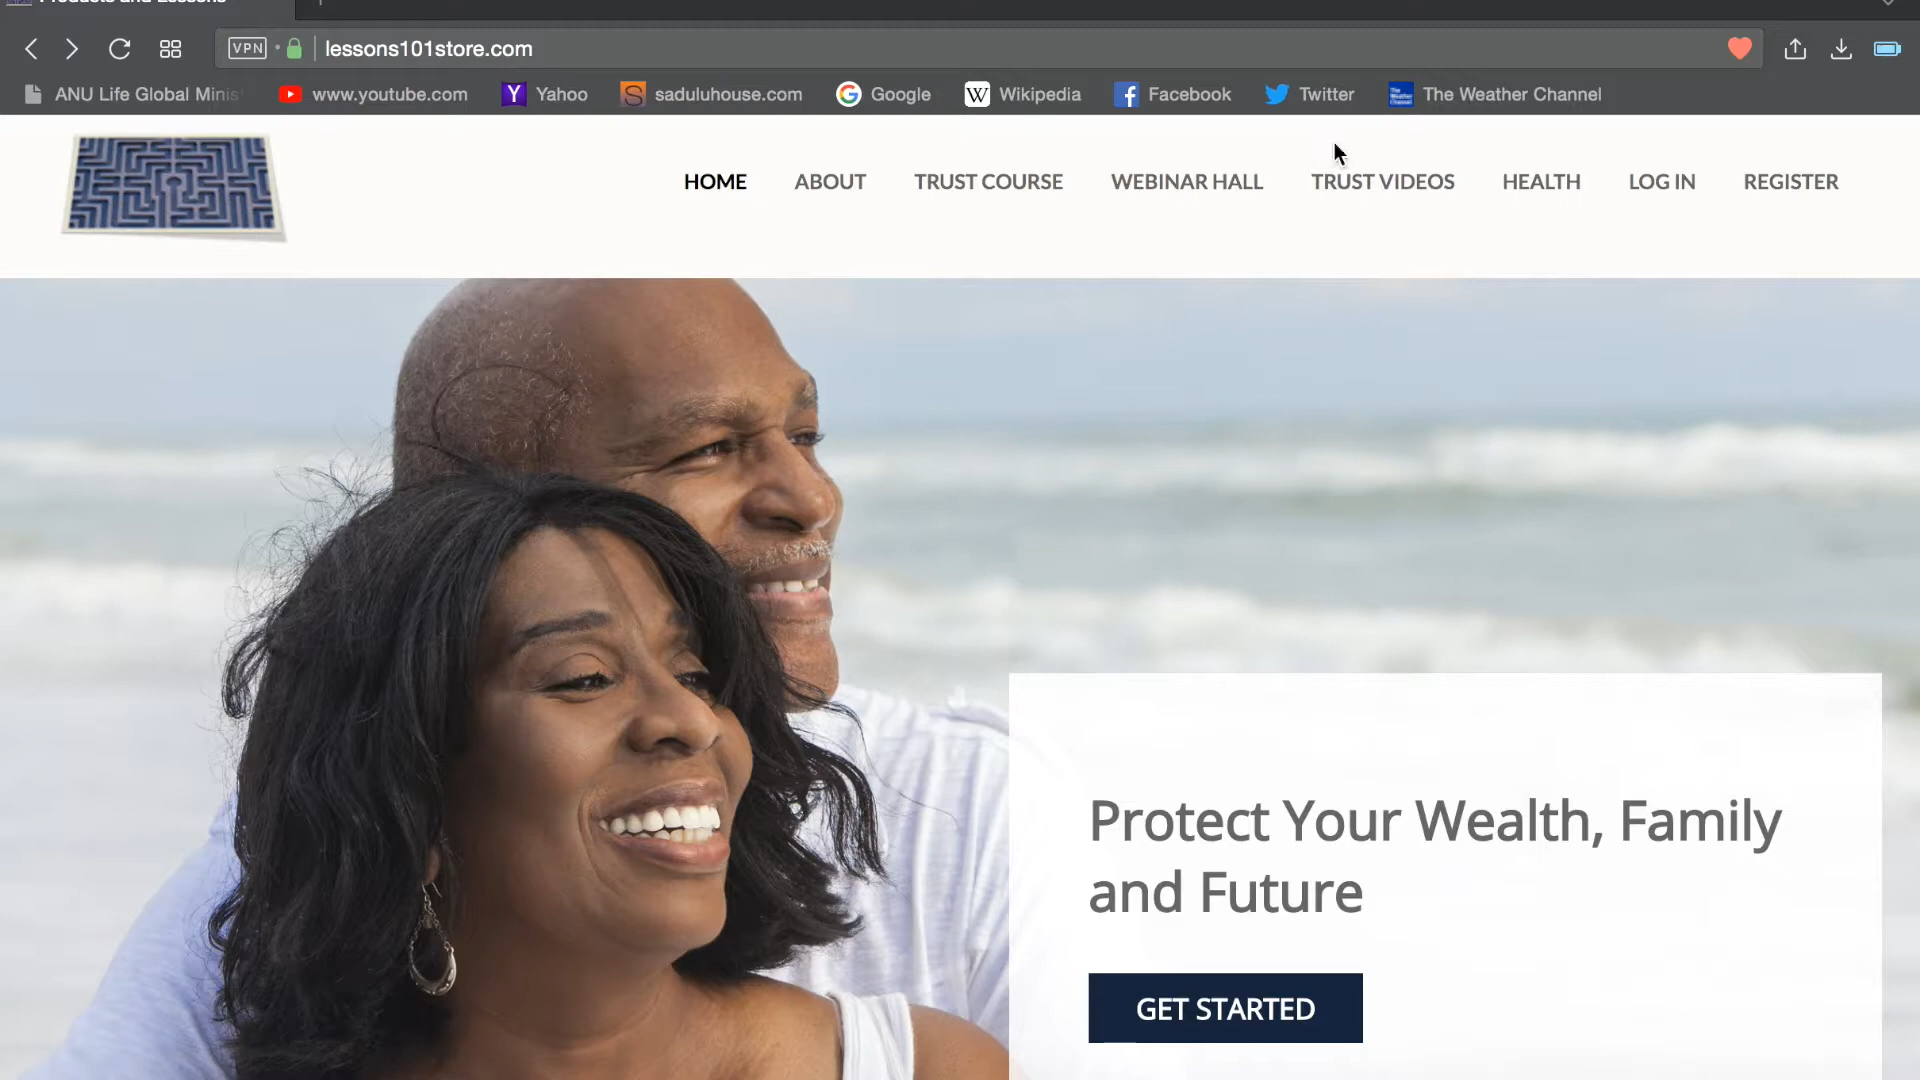 Products and Lessons
VPN
lessons101store.com
ANU Life Global Minis
www.youtube.com
Yahoo
saduluhouse.com
Google
Wikipedia
Facebook
Twitter
The Weather Channel
HOME
ABOUT
TRUST COURSE
WEBINAR HALL
TRUST VIDEOS
HEALTH
LOG IN
REGISTER
Protect Your Wealth, Family
and Future
GET STARTED